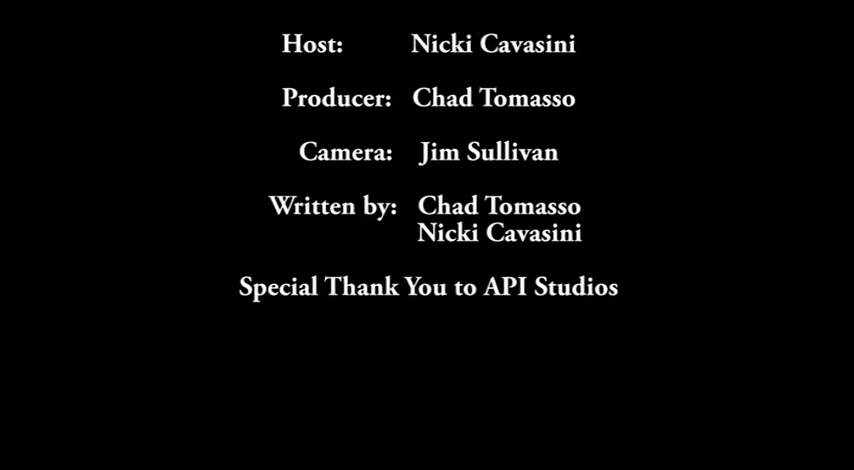 Host: Nicki Cavasini
Producer: Chad Tomasso
Camera: Jim Sullivan
Written by: Chad Tomasso
Nicki Cavasini
Special Thank You to API Studios